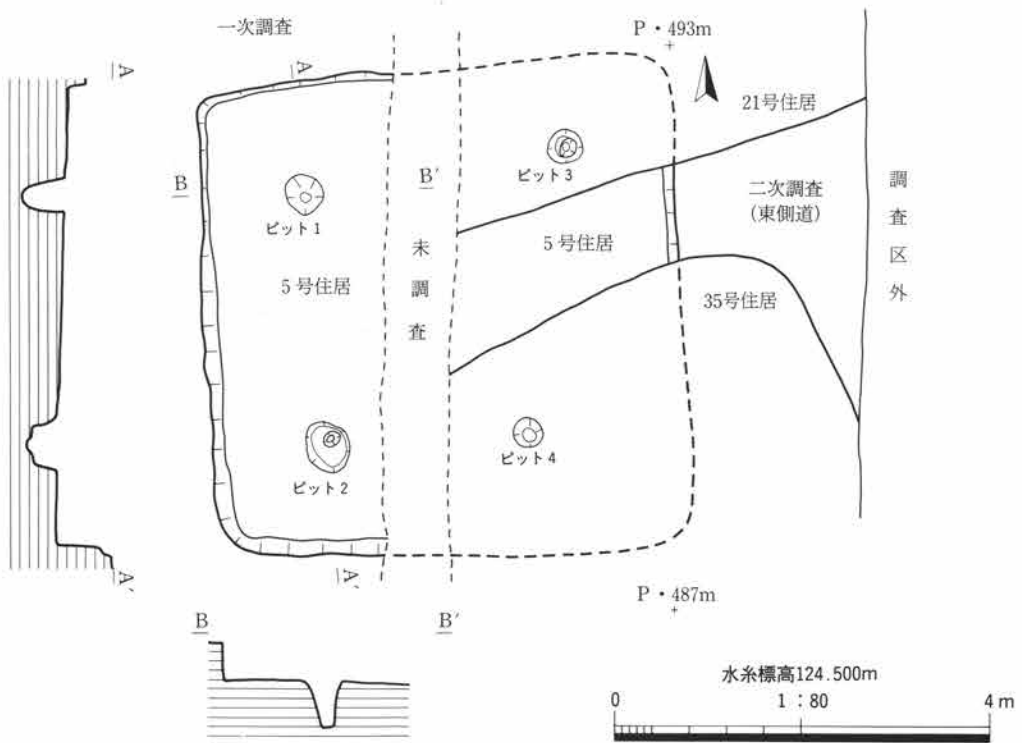 一次調査
P・493m
A
A
21号住居
B
B′
ピット3
二次調査
(東側道)
調査区外
ピット1
未調査
5号住居
5号住居
35号住居
ピット4
ピット2
A′
A′
P・487m
B
B′
水糸標高124.500m
0
1:80
4m